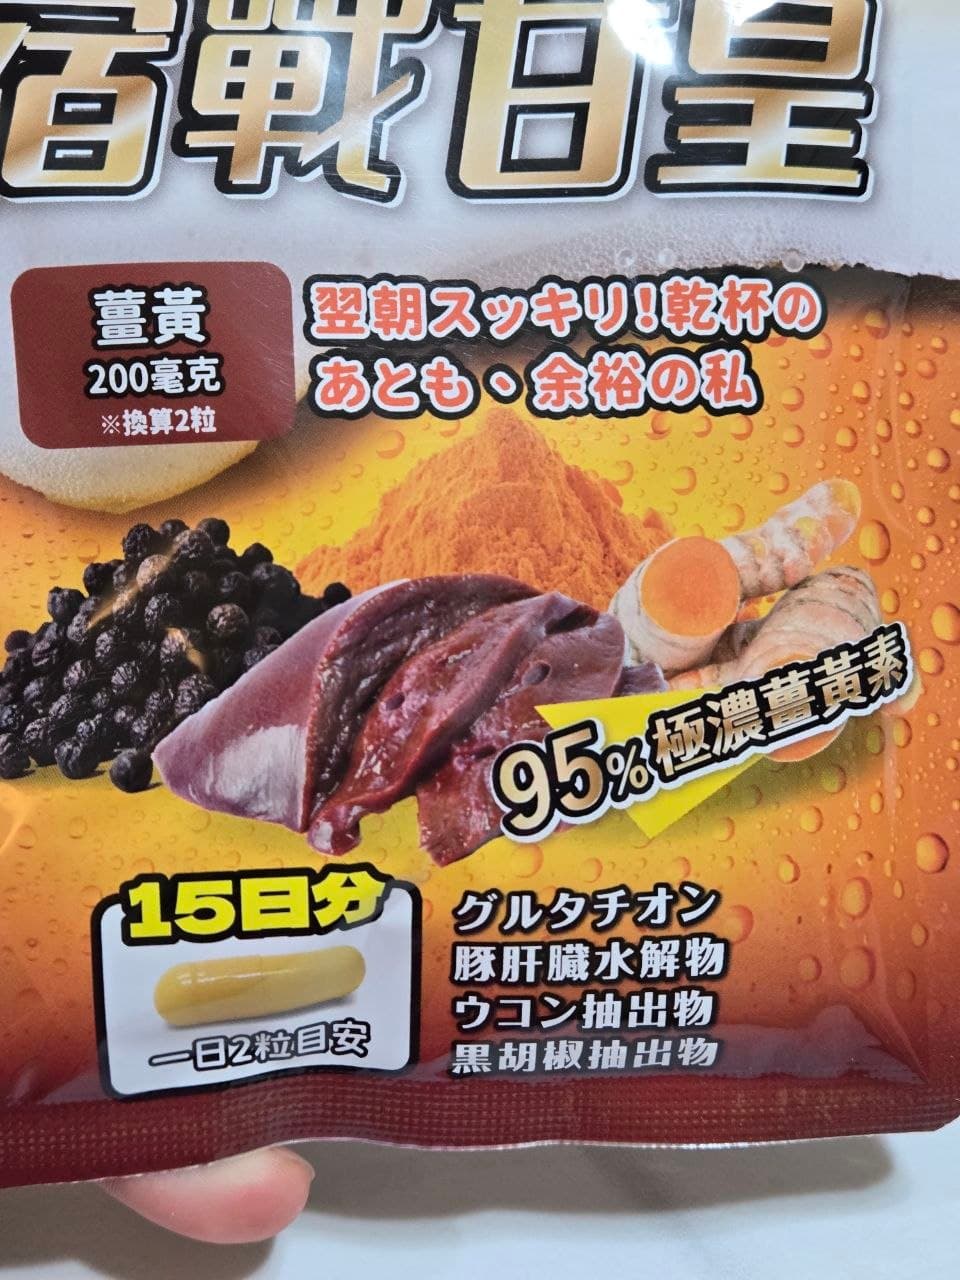 宿戰甘皇
薑黃
200毫克
※換算2粒
翌朝スッキリ!乾杯の
あとも、余裕の私
95%極濃薑黃素
15日分
一日2粒目安
グルタチオン
豚肝臓水解物
ウコン抽出物
黒胡椒抽出物